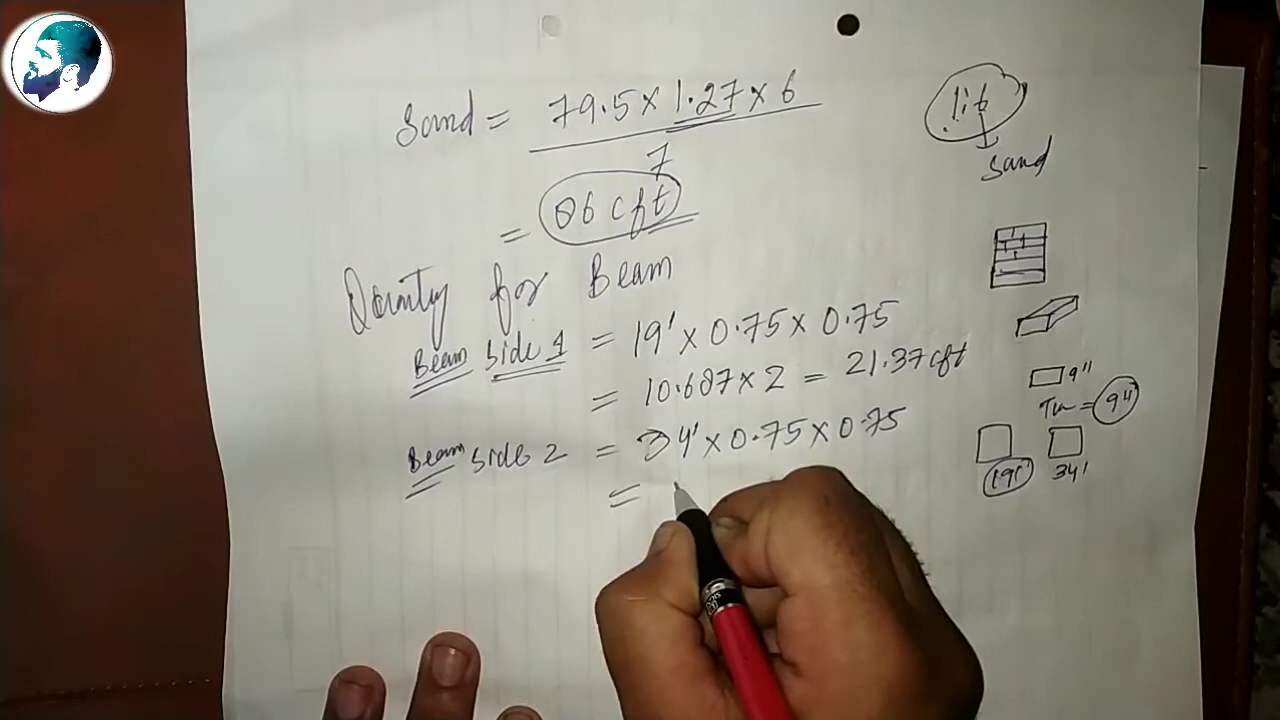 Sand = 79.5 x 1.27 x 6
7
= 86 cft
Qauntity for Beam
Beam side 1 = 19' x 0.75 x 0.75
= 10.687 x 2 = 21.37 cft
Beam side 2 = 34' x 0.75 x 0.75
=
1:6
Sand
9"
= 9"
19' 34'